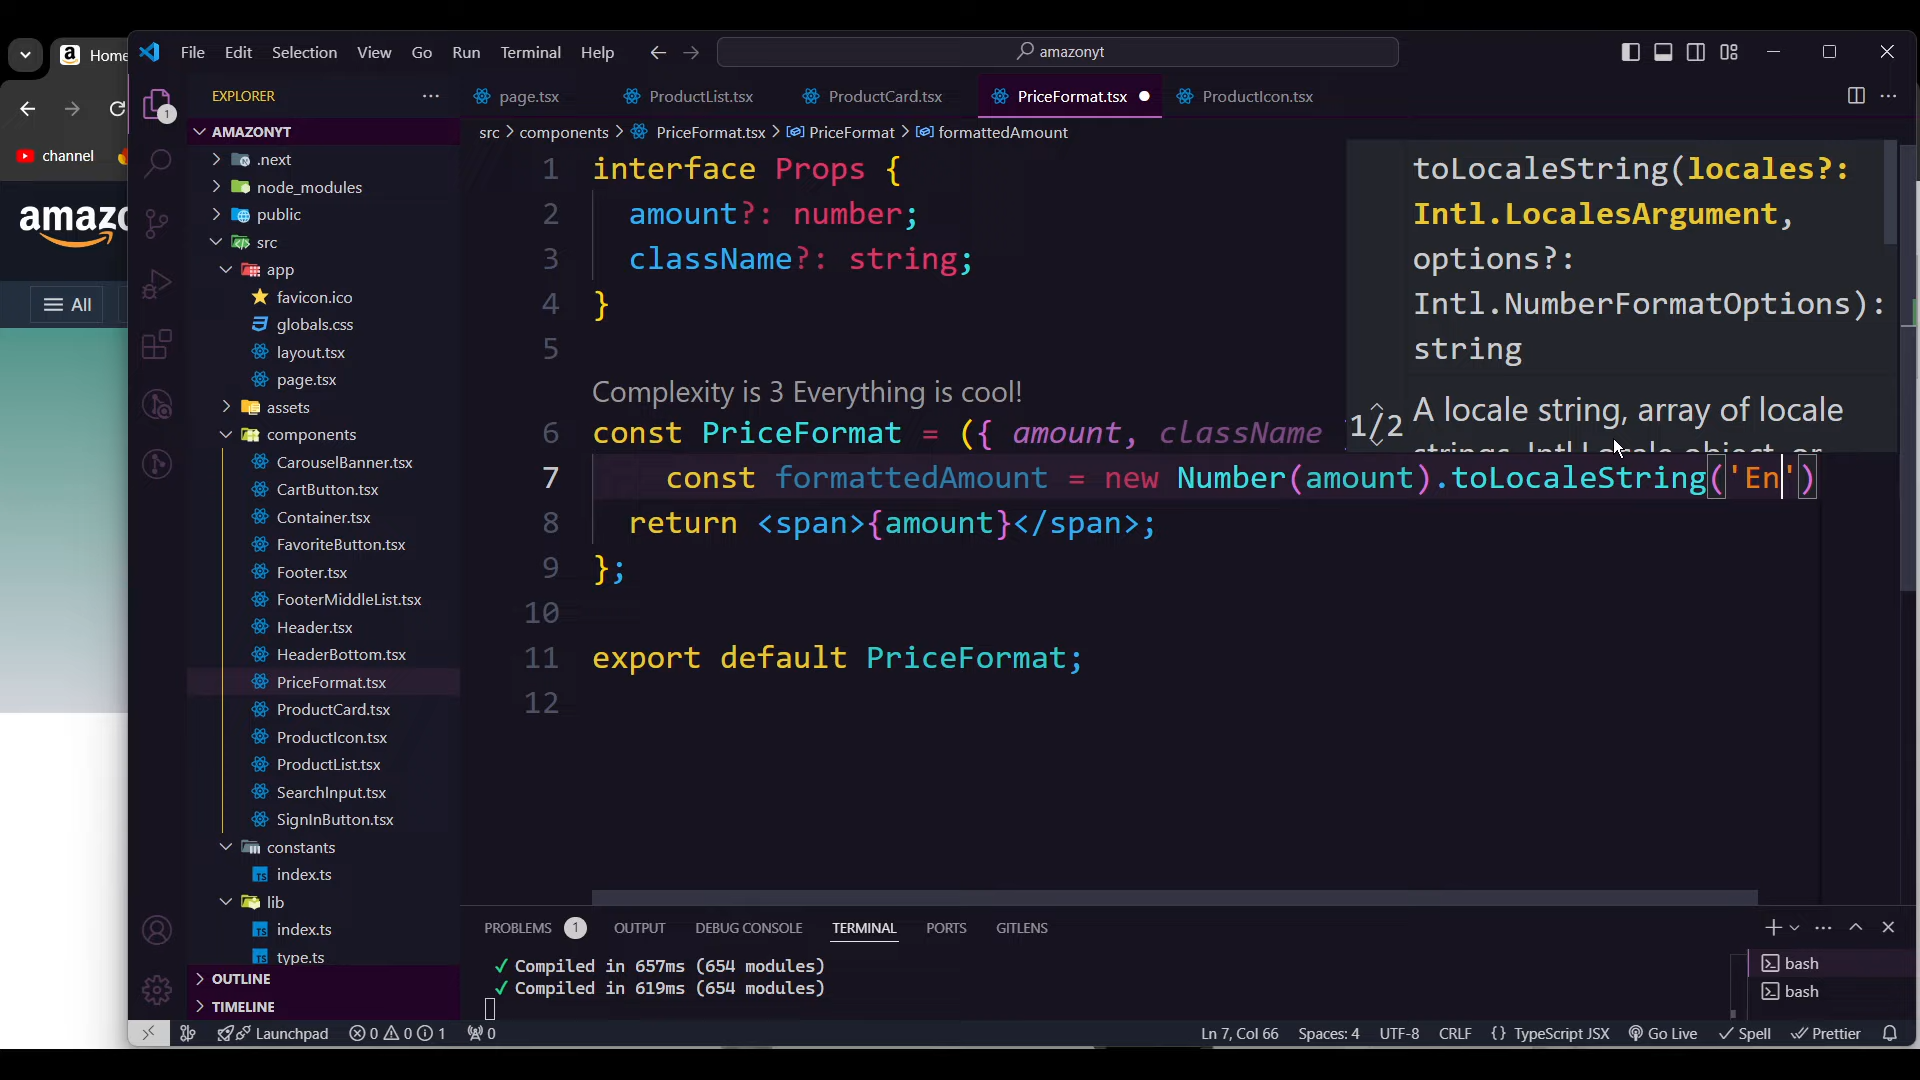 Home
File Edit Selection View Go Run Terminal Help
amazonyt
channel
amazo
All
EXPLORER
AMAZONYT
.next
node_modules
public
src
app
favicon.ico
globals.css
layout.tsx
page.tsx
assets
components
CarouselBanner.tsx
CartButton.tsx
Container.tsx
FavoriteButton.tsx
Footer.tsx
FooterMiddleList.tsx
Header.tsx
HeaderBottom.tsx
PriceFormat.tsx
ProductCard.tsx
ProductIcon.tsx
ProductList.tsx
SearchInput.tsx
SignInButton.tsx
constants
index.ts
lib
index.ts
type.ts
OUTLINE
TIMELINE
page.tsx ProductList.tsx ProductCard.tsx PriceFormat.tsx ProductIcon.tsx
src > components > PriceFormat.tsx > PriceFormat > formattedAmount
1 interface Props {
2 amount?: number;
3 className?: string;
4 }
5
Complexity is 3 Everything is cool!
6 const PriceFormat = ({ amount, className
7 const formattedAmount = new Number(amount).toLocaleString('En')
8 return <span>{amount}</span>;
9 };
10
11 export default PriceFormat;
12
toLocaleString(locales?:
Intl.LocalesArgument,
options?:
Intl.NumberFormatOptions):
string
1/2
A locale string, array of locale
strings, Intl.Locale object, or
PROBLEMS 1 OUTPUT DEBUG CONSOLE TERMINAL PORTS GITLENS
✓ Compiled in 657ms (654 modules)
✓ Compiled in 619ms (654 modules)
bash
bash
1
Launchpad 0 0 1 0 Ln 7, Col 66 Spaces: 4 UTF-8 CRLF {} TypeScript JSX Go Live Spell Prettier